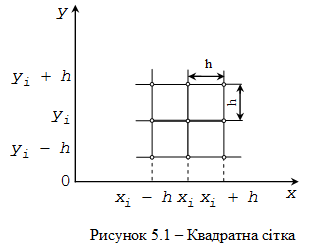 y
h
y_i + h
h
y_i
y_i - h
0
x_i - h x_i x_i + h
x
Рисунок 5.1 – Квадратна сітка